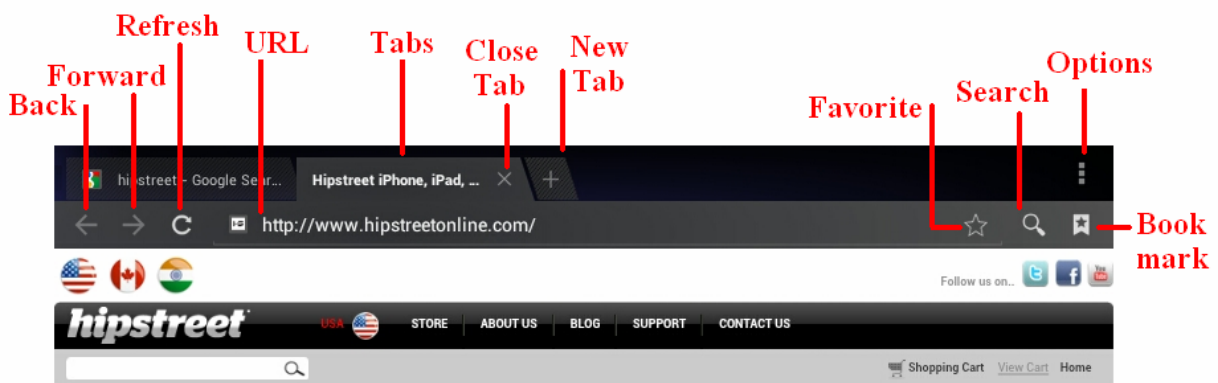 Refresh
URL
Tabs
Close
Tab
New
Tab
Forward
Back
Options
Search
Favorite
hipstreet - Google Sear...
Hipstreet iPhone, iPad, ...
http://www.hipstreetonline.com/
Book
mark
Follow us on..
hipstreet
USA
STORE
ABOUT US
BLOG
SUPPORT
CONTACT US
Shopping Cart
View Cart
Home